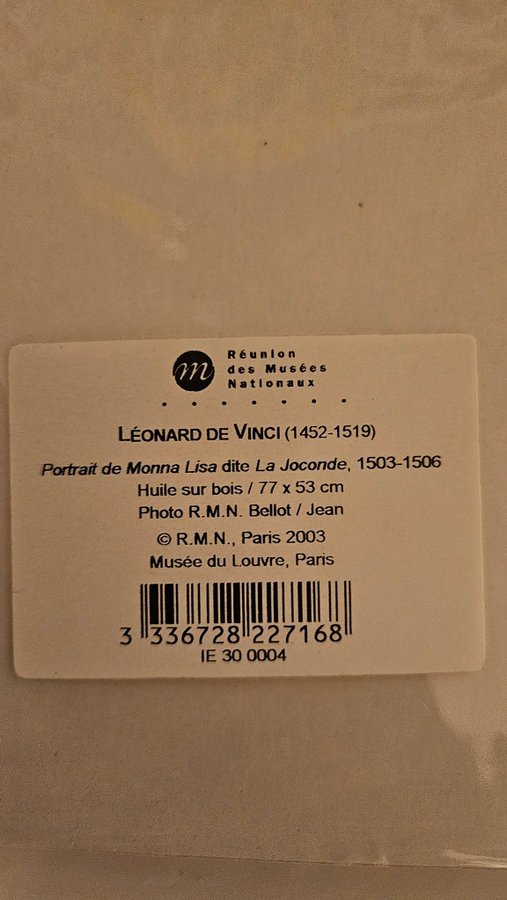 m
Réunion
des Musées
Nationaux
LÉONARD DE VINCI (1452-1519)
Portrait de Monna Lisa dite La Joconde, 1503-1506
Huile sur bois / 77 x 53 cm
Photo R.M.N. Bellot / Jean
© R.M.N., Paris 2003
Musée du Louvre, Paris
3 336728 227168
IE 30 0004